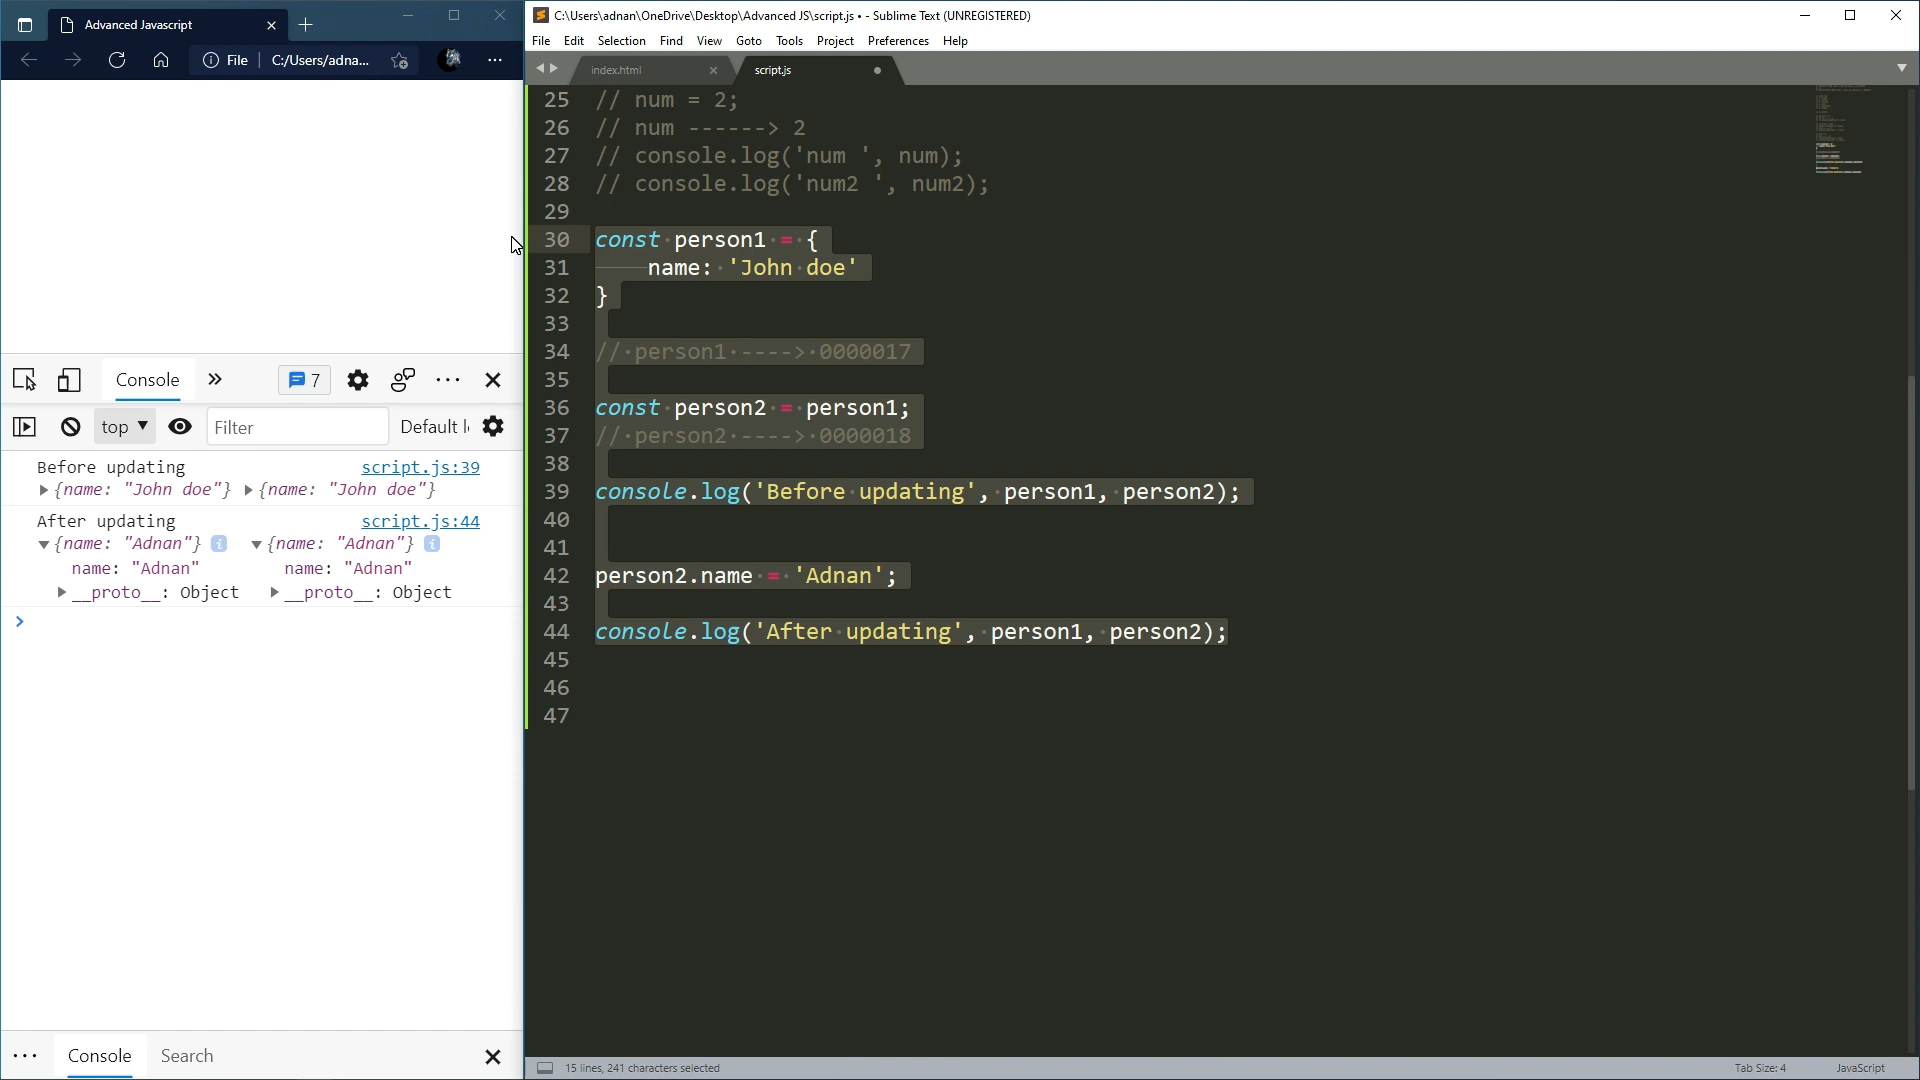 Advanced Javascript
File
C:/Users/adna...
Console
7
top
Filter
Default l
Before updating script.js:39
{name: "John doe"} {name: "John doe"}
After updating script.js:44
{name: "Adnan"} i {name: "Adnan"} i
name: "Adnan" name: "Adnan"
__proto__: Object __proto__: Object
>
Console Search
C:\Users\adnan\OneDrive\Desktop\Advanced JS\script.js • - Sublime Text (UNREGISTERED)
File Edit Selection Find View Goto Tools Project Preferences Help
index.html script.js
25 // num = 2;
26 // num ------> 2
27 // console.log('num ', num);
28 // console.log('num2 ', num2);
29
30 const person1 = {
31 name: 'John doe'
32 }
33
34 // person1 ----> 0000017
35
36 const person2 = person1;
37 // person2 ----> 0000018
38
39 console.log('Before updating', person1, person2);
40
41
42 person2.name = 'Adnan';
43
44 console.log('After updating', person1, person2);
45
46
47
15 lines, 241 characters selected
Tab Size: 4
JavaScript